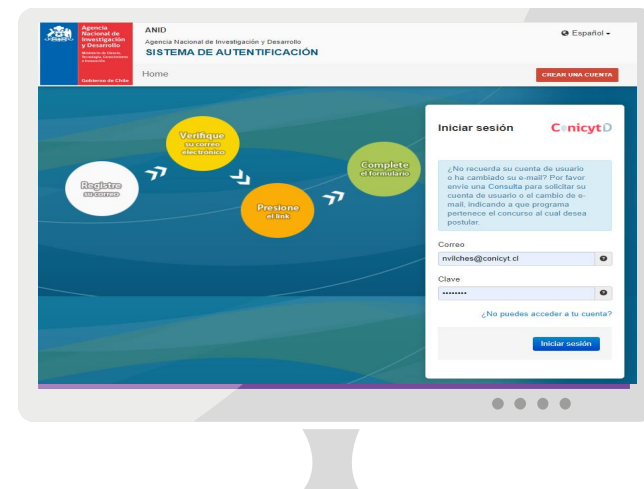 Agencia
Nacional de
Investigación
y Desarrollo
Ministerio de Ciencia,
Tecnología, Conocimiento
e Innovación
Gobierno de Chile
ANID
Agencia Nacional de Investigación y Desarrollo
SISTEMA DE AUTENTIFICACIÓN
Español
Home
CREAR UNA CUENTA
Registre
su correo
Verifique
su correo
electronico
Presione
el link
Complete
el formulario
Iniciar sesión
Conicyt
¿No recuerda su cuenta de usuario
o ha cambiado su e-mail? Por favor
envíe una Consulta para solicitar su
cuenta de usuario o el cambio de e-
mail, indicando a que programa
pertenece el concurso al cual desea
postular.
Correo
nvilches@conicyt.cl
Clave
········
¿No puedes acceder a tu cuenta?
Iniciar sesión